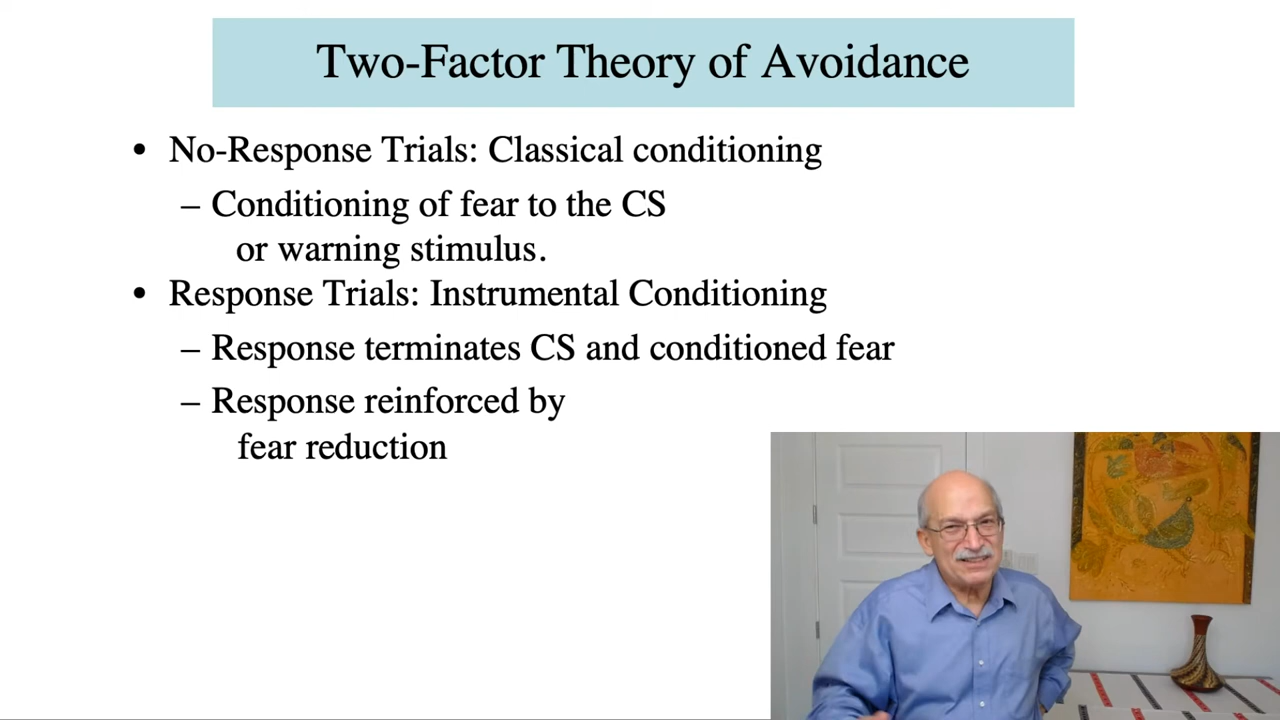 Two-Factor Theory of Avoidance
• No-Response Trials: Classical conditioning
– Conditioning of fear to the CS
or warning stimulus.
• Response Trials: Instrumental Conditioning
– Response terminates CS and conditioned fear
– Response reinforced by
fear reduction